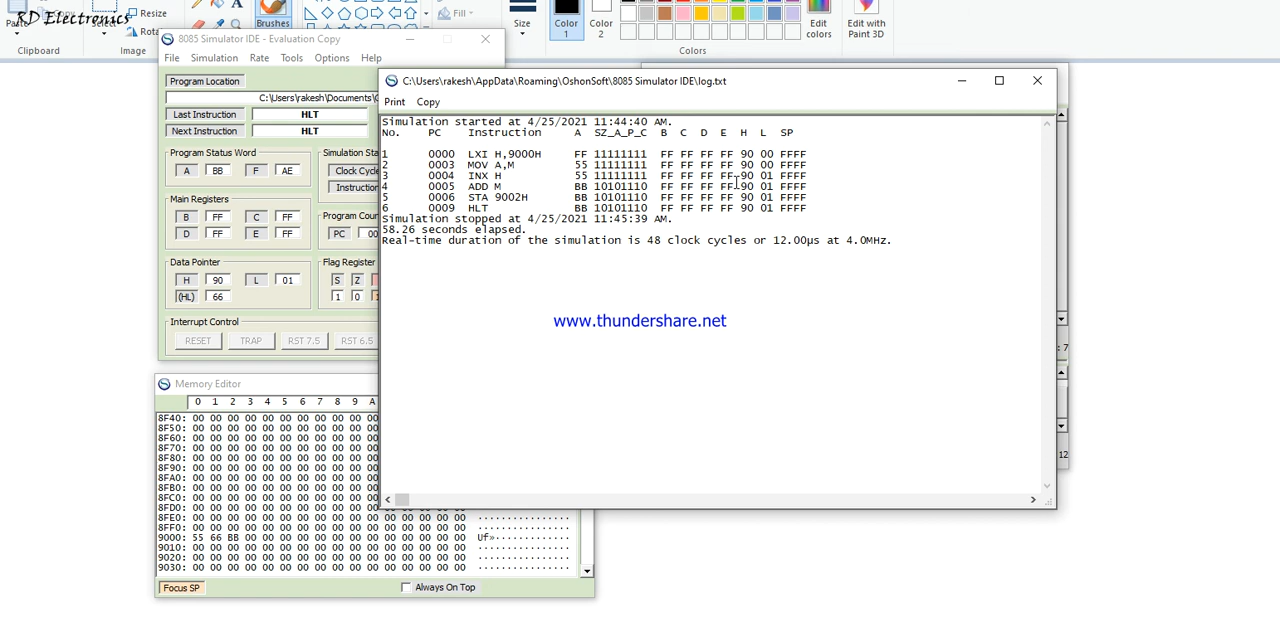 RD Electronics
Paste
Clipboard
Resize
Select
Image
Brushes
Fill
Size
Color 1
Color 2
Colors
Edit colors
Edit with Paint 3D
8085 Simulator IDE - Evaluation Copy
File Simulation Rate Tools Options Help
Program Location
C:\Users\rakesh\Documents\
Last Instruction HLT
Next Instruction HLT
Program Status Word
A BB F AE
Simulation Sta
Clock Cycle
Instruction
Main Registers
B FF C FF
D FF E FF
Program Coun
PC 00
Data Pointer
H 90 L 01
(HL) 66
Flag Register
S Z
1 0
Interrupt Control
RESET TRAP RST 7.5 RST 6.5
C:\Users\rakesh\AppData\Roaming\OshonSoft\8085 Simulator IDE\log.txt
Print Copy
Simulation started at 4/25/2021 11:44:40 AM.
No. PC Instruction A SZ_A_P_C B C D E H L SP
1 0000 LXI H,9000H FF 11111111 FF FF FF FF 90 00 FFFF
2 0003 MOV A,M 55 11111111 FF FF FF FF 90 00 FFFF
3 0004 INX H 55 11111111 FF FF FF FF 90 01 FFFF
4 0005 ADD M BB 10101110 FF FF FF FF 90 01 FFFF
5 0006 STA 9002H BB 10101110 FF FF FF FF 90 01 FFFF
6 0009 HLT BB 10101110 FF FF FF FF 90 01 FFFF
Simulation stopped at 4/25/2021 11:45:39 AM.
58.26 seconds elapsed.
Real-time duration of the simulation is 48 clock cycles or 12.00µs at 4.0MHz.
www.thundershare.net
: 7
12
Memory Editor
0 1 2 3 4 5 6 7 8 9 A
8F40: 00 00 00 00 00 00 00 00 00 00 00
8F50: 00 00 00 00 00 00 00 00 00 00 00
8F60: 00 00 00 00 00 00 00 00 00 00 00
8F70: 00 00 00 00 00 00 00 00 00 00 00
8F80: 00 00 00 00 00 00 00 00 00 00 00
8F90: 00 00 00 00 00 00 00 00 00 00 00
8FA0: 00 00 00 00 00 00 00 00 00 00 00
8FB0: 00 00 00 00 00 00 00 00 00 00 00
8FC0: 00 00 00 00 00 00 00 00 00 00 00
8FD0: 00 00 00 00 00 00 00 00 00 00 00 00 00 00 00 00
8FE0: 00 00 00 00 00 00 00 00 00 00 00 00 00 00 00 00 ................
8FF0: 00 00 00 00 00 00 00 00 00 00 00 00 00 00 00 00 ................
9000: 55 66 BB 00 00 00 00 00 00 00 00 00 00 00 00 00 Uf».............
9010: 00 00 00 00 00 00 00 00 00 00 00 00 00 00 00 00 ................
9020: 00 00 00 00 00 00 00 00 00 00 00 00 00 00 00 00 ................
9030: 00 00 00 00 00 00 00 00 00 00 00 00 00 00 00 00 ................
Focus SP
Always On Top